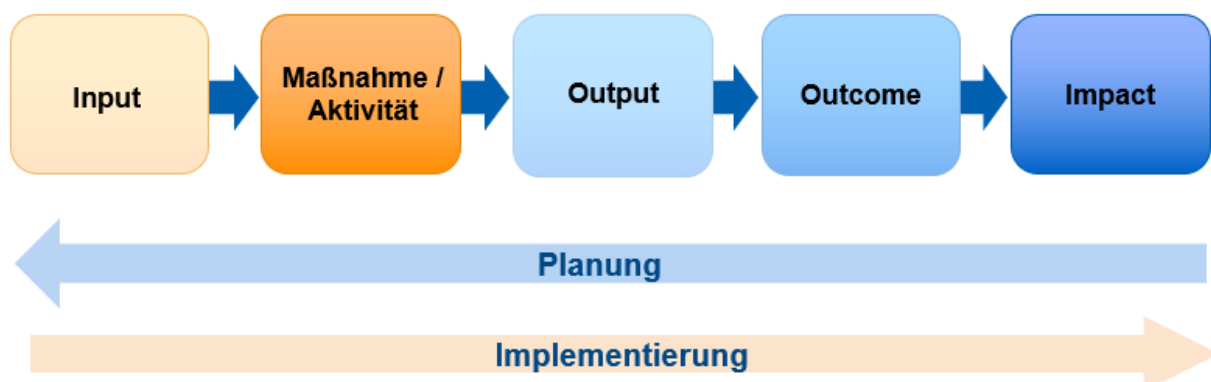 Input
Maßnahme /
Aktivität
Output
Outcome
Impact
Planung
Implementierung